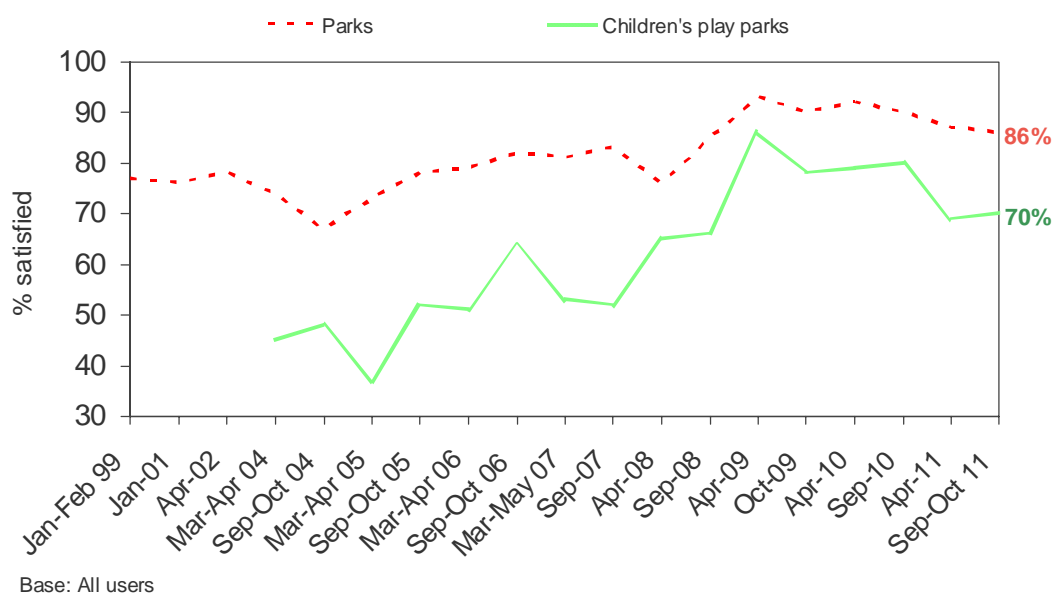 Parks
Children's play parks
% satisfied
100
90
80
70
60
50
40
30
86%
70%
Jan-Feb 99
Jan-01
Apr-02
Mar-Apr 04
Sep-Oct 04
Mar-Apr 05
Sep-Oct 05
Mar-Apr 06
Sep-Oct 06
Mar-May 07
Sep-07
Apr-08
Sep-08
Apr-09
Oct-09
Apr-10
Sep-10
Apr-11
Sep-Oct 11
Base: All users